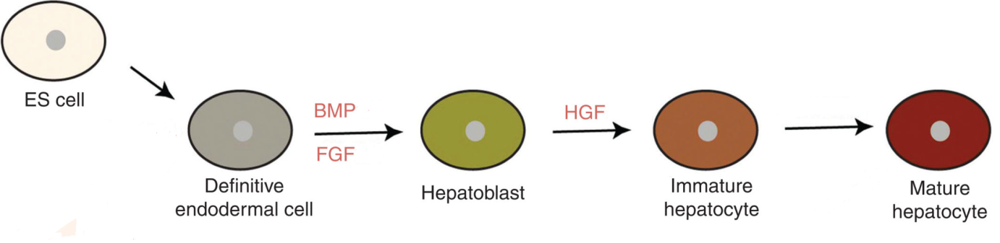 ES cell
BMP
FGF
HGF
Definitive
endodermal cell
Hepatoblast
Immature
hepatocyte
Mature
hepatocyte